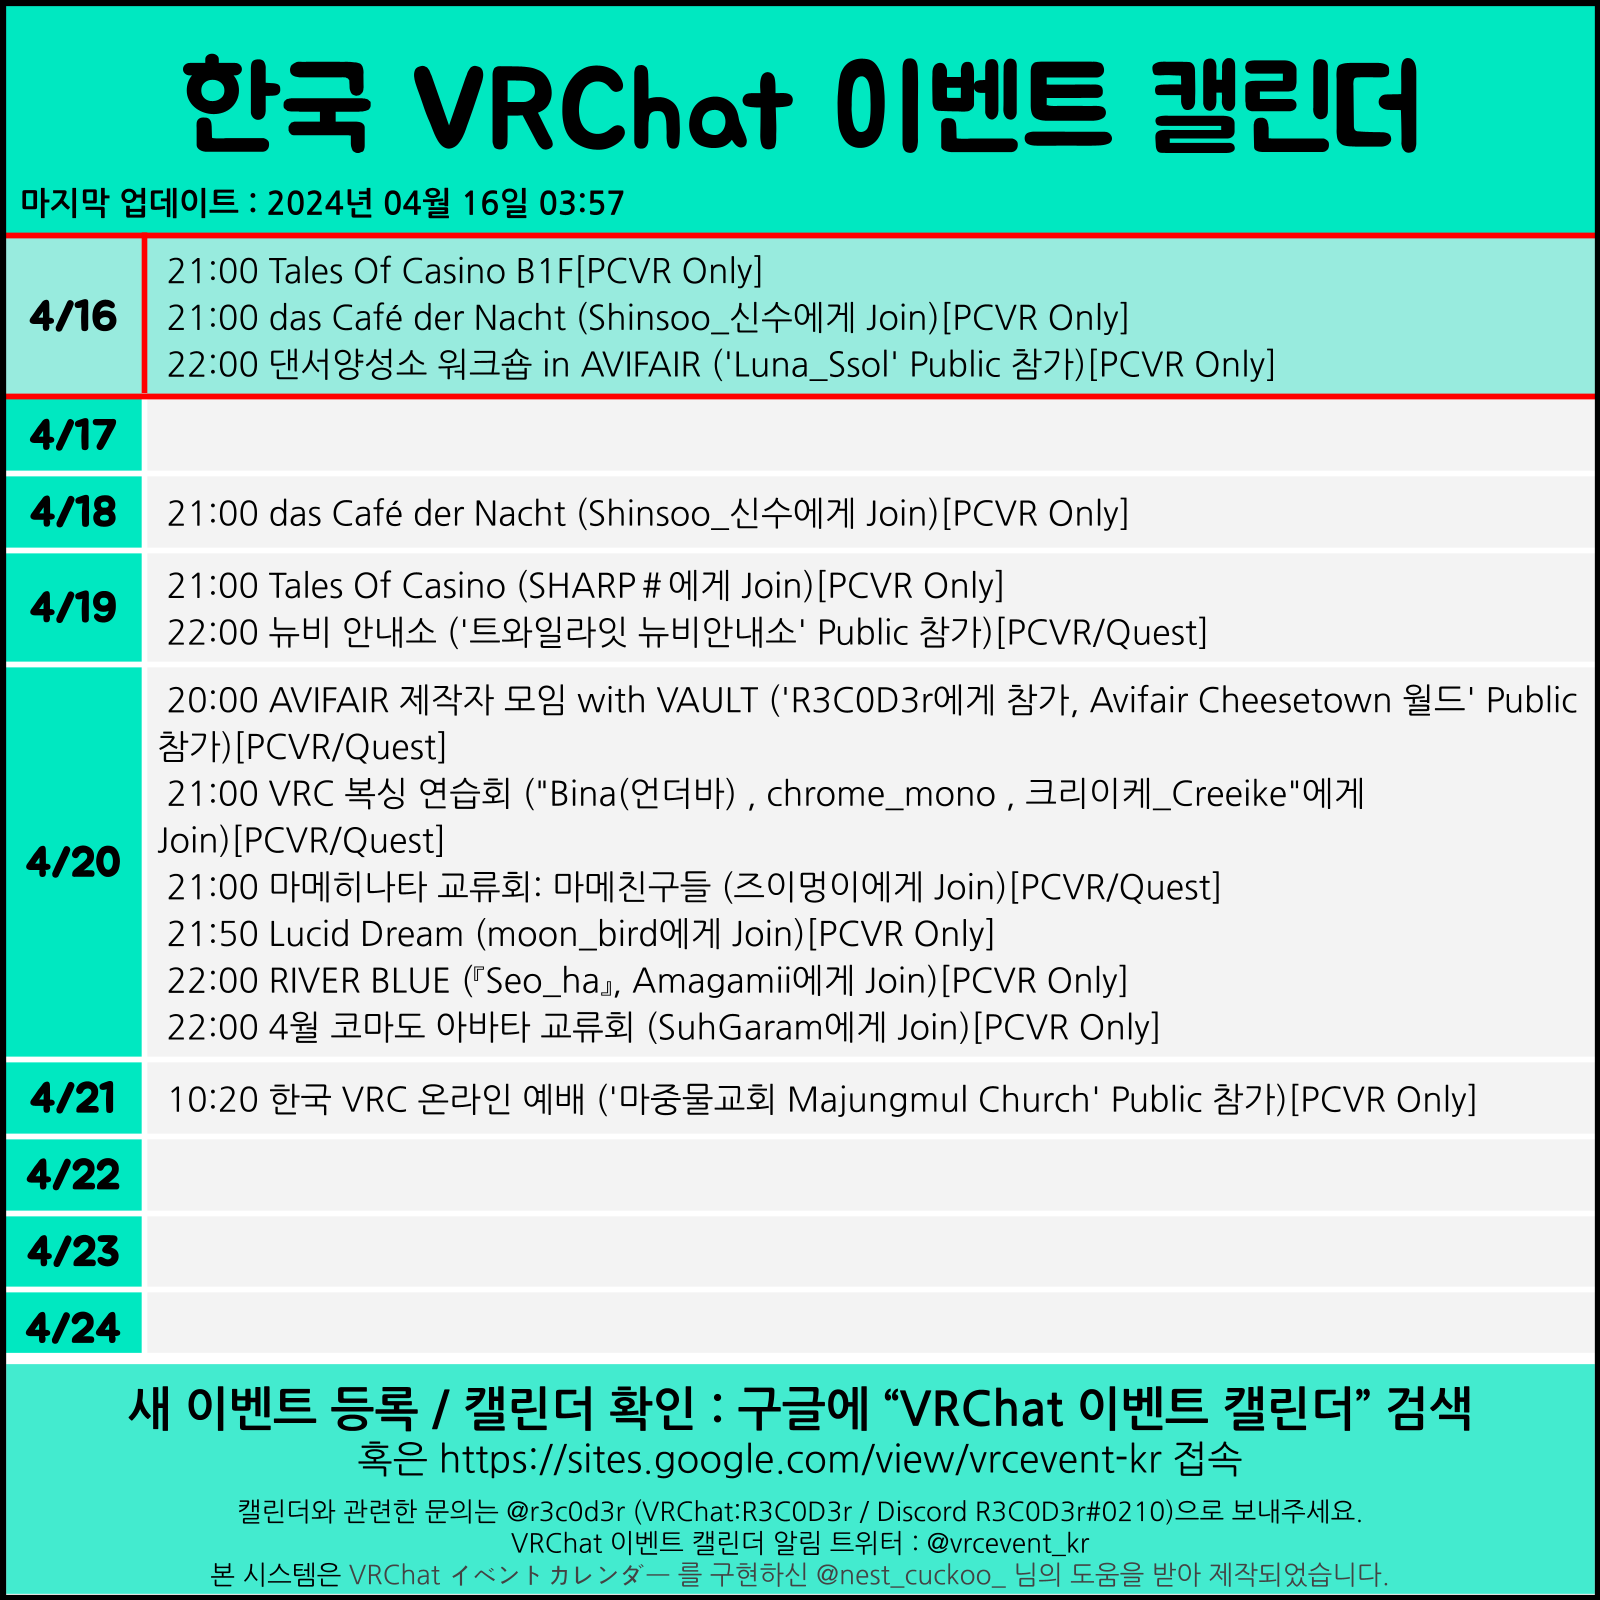 한국 VRChat 이벤트 캘린더
마지막 업데이트 : 2024년 04월 16일 03:57
4/16
21:00 Tales Of Casino B1F[PCVR Only]
21:00 das Café der Nacht (Shinsoo_신수에게 Join)[PCVR Only]
22:00 댄서양성소 워크숍 in AVIFAIR ('Luna_Ssol' Public 참가)[PCVR Only]
4/17
4/18
21:00 das Café der Nacht (Shinsoo_신수에게 Join)[PCVR Only]
4/19
21:00 Tales Of Casino (SHARP#에게 Join)[PCVR Only]
22:00 뉴비 안내소 ('트와일라잇 뉴비안내소' Public 참가)[PCVR/Quest]
4/20
20:00 AVIFAIR 제작자 모임 with VAULT ('R3C0D3r에게 참가, Avifair Cheesetown 월드' Public
참가)[PCVR/Quest]
21:00 VRC 복싱 연습회 ("Bina(언더바) , chrome_mono , 크리이케_Creeike"에게
Join)[PCVR/Quest]
21:00 마메히나타 교류회: 마메친구들 (즈이멍이에게 Join)[PCVR/Quest]
21:50 Lucid Dream (moon_bird에게 Join)[PCVR Only]
22:00 RIVER BLUE (『Seo_ha』, Amagamii에게 Join)[PCVR Only]
22:00 4월 코마도 아바타 교류회 (SuhGaram에게 Join)[PCVR Only]
4/21
10:20 한국 VRC 온라인 예배 ('마중물교회 Majungmul Church' Public 참가)[PCVR Only]
4/22
4/23
4/24
새 이벤트 등록 / 캘린더 확인 : 구글에 “VRChat 이벤트 캘린더” 검색
혹은 https://sites.google.com/view/vrcevent-kr 접속
캘린더와 관련한 문의는 @r3c0d3r (VRChat:R3C0D3r / Discord R3C0D3r#0210)으로 보내주세요.
VRChat 이벤트 캘린더 알림 트위터 : @vrcevent_kr
본 시스템은 VRChat イベントカレンダー 를 구현하신 @nest_cuckoo_ 님의 도움을 받아 제작되었습니다.